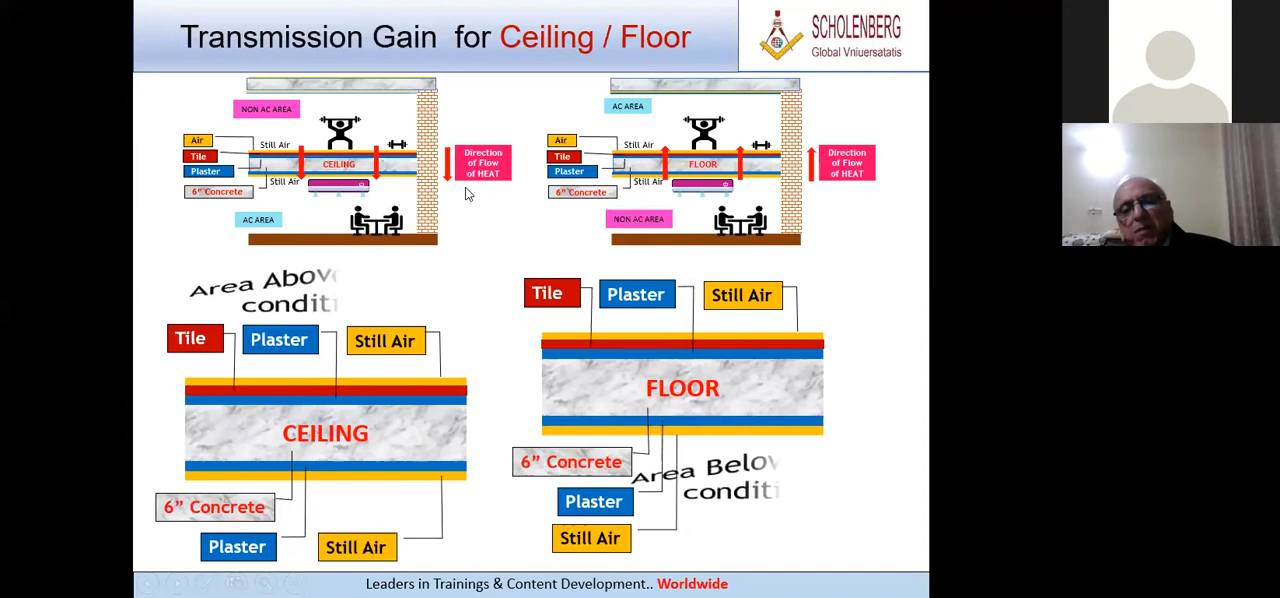 Transmission Gain for Ceiling / Floor
SCHOLENBERG
Global Vniuersatatis
NON AC AREA
Air
Still Air
Tile
CEILING
Plaster
Still Air
6” Concrete
AC AREA
Direction
of Flow
of HEAT
AC AREA
Air
Still Air
Tile
FLOOR
Plaster
Still Air
6” Concrete
NON AC AREA
Direction
of Flow
of HEAT
Area Above
condit
Tile
Plaster
Still Air
CEILING
6” Concrete
Plaster
Still Air
Tile
Plaster
Still Air
FLOOR
6” Concrete
Area Below
condit
Plaster
Still Air
Leaders in Trainings & Content Development.. Worldwide